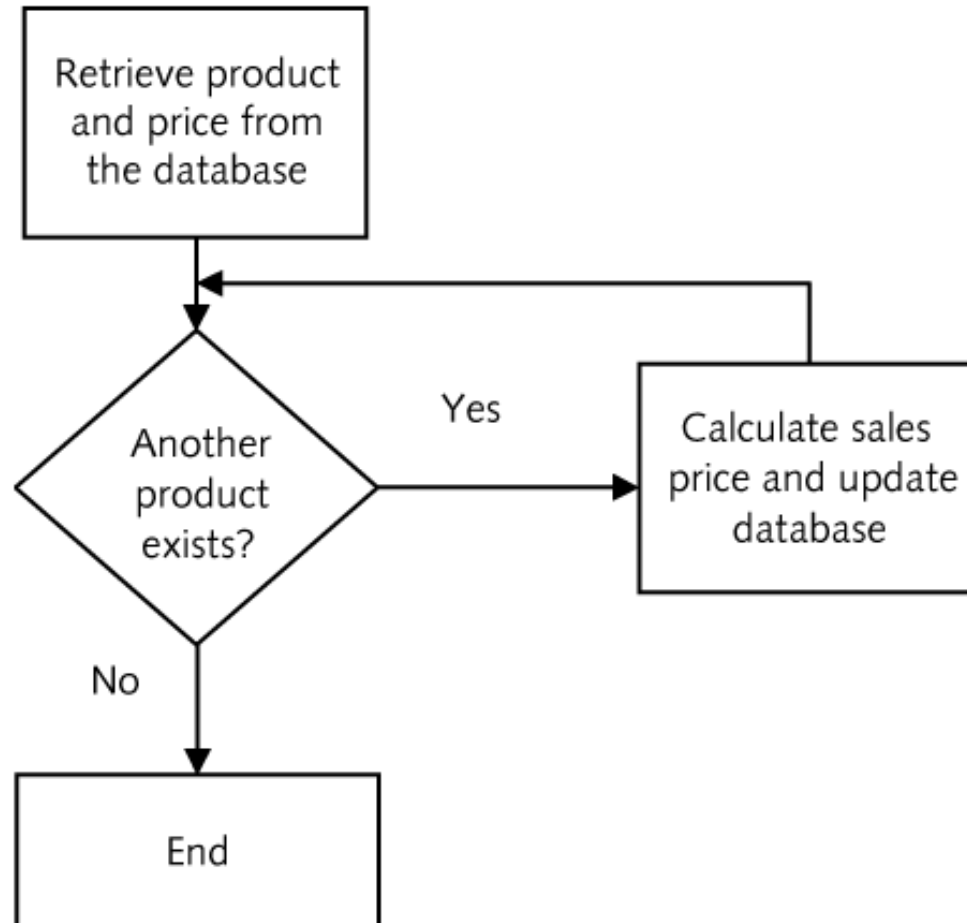 Retrieve product
and price from
the database
Another
product
exists?
Yes
Calculate sales
price and update
database
No
End